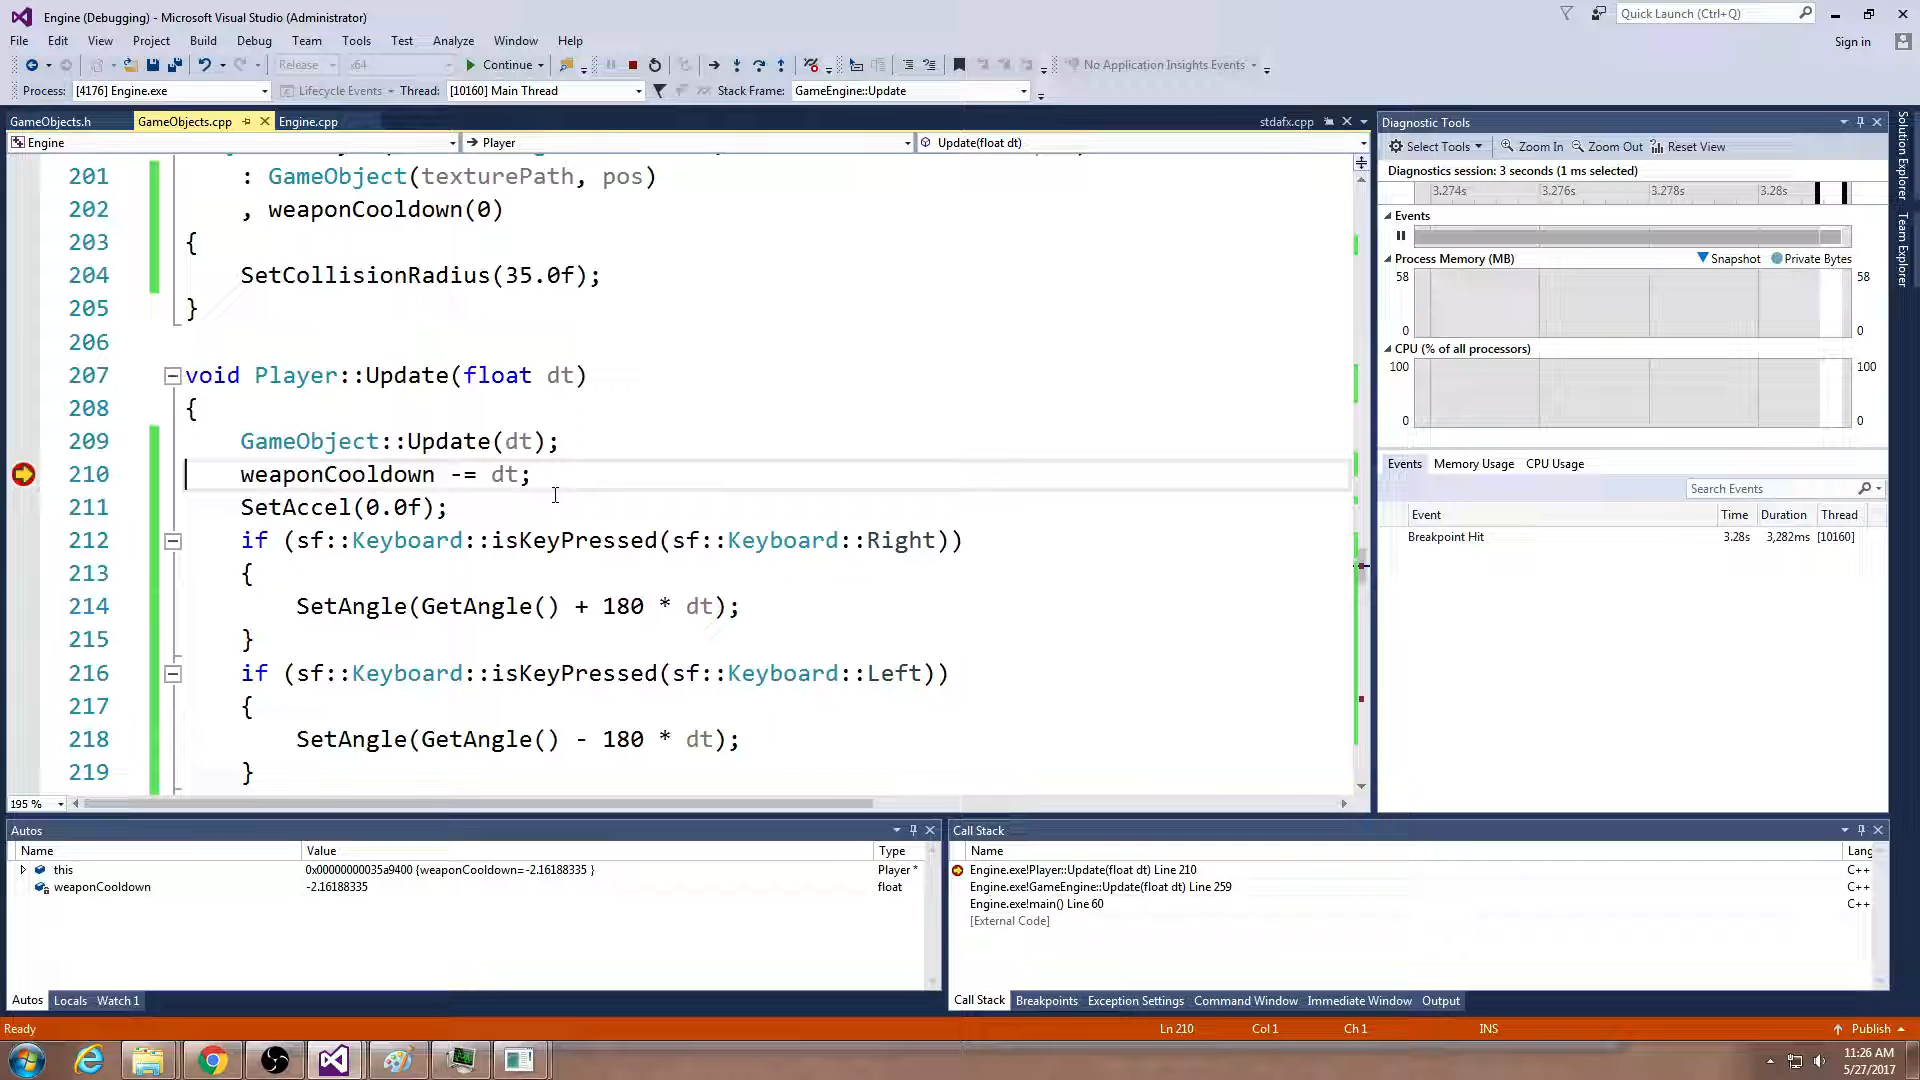 Engine (Debugging) - Microsoft Visual Studio (Administrator)
Quick Launch (Ctrl+Q)
File Edit View Project Build Debug Team Tools Test Analyze Window Help
Sign in
Release x64 Continue No Application Insights Events
Process: [4176] Engine.exe Lifecycle Events Thread: [10160] Main Thread Stack Frame: GameEngine::Update
GameObjects.h GameObjects.cpp Engine.cpp stdafx.cpp
Engine Player Update(float dt)
201 : GameObject(texturePath, pos)
202 , weaponCooldown(0)
203 {
204 SetCollisionRadius(35.0f);
205 }
206
207 void Player::Update(float dt)
208 {
209 GameObject::Update(dt);
210 weaponCooldown -= dt;
211 SetAccel(0.0f);
212 if (sf::Keyboard::isKeyPressed(sf::Keyboard::Right))
213 {
214 SetAngle(GetAngle() + 180 * dt);
215 }
216 if (sf::Keyboard::isKeyPressed(sf::Keyboard::Left))
217 {
218 SetAngle(GetAngle() - 180 * dt);
219 }
195 %
Diagnostic Tools
Select Tools Zoom In Zoom Out Reset View
Diagnostics session: 3 seconds (1 ms selected)
3.274s 3.276s 3.278s 3.28s
Events
Process Memory (MB) Snapshot Private Bytes
58 58
0 0
CPU (% of all processors)
100 100
0 0
Events Memory Usage CPU Usage
Search Events
Event Time Duration Thread
Breakpoint Hit 3.28s 3,282ms [10160]
Solution Explorer
Team Explorer
Autos
Name Value Type
this 0x00000000035a9400 {weaponCooldown=-2.16188335 } Player *
weaponCooldown -2.16188335 float
Autos Locals Watch 1
Call Stack
Name Lang
Engine.exe!Player::Update(float dt) Line 210 C++
Engine.exe!GameEngine::Update(float dt) Line 259 C++
Engine.exe!main() Line 60 C++
[External Code]
Call Stack Breakpoints Exception Settings Command Window Immediate Window Output
Ready Ln 210 Col 1 Ch 1 INS Publish
11:26 AM
5/27/2017